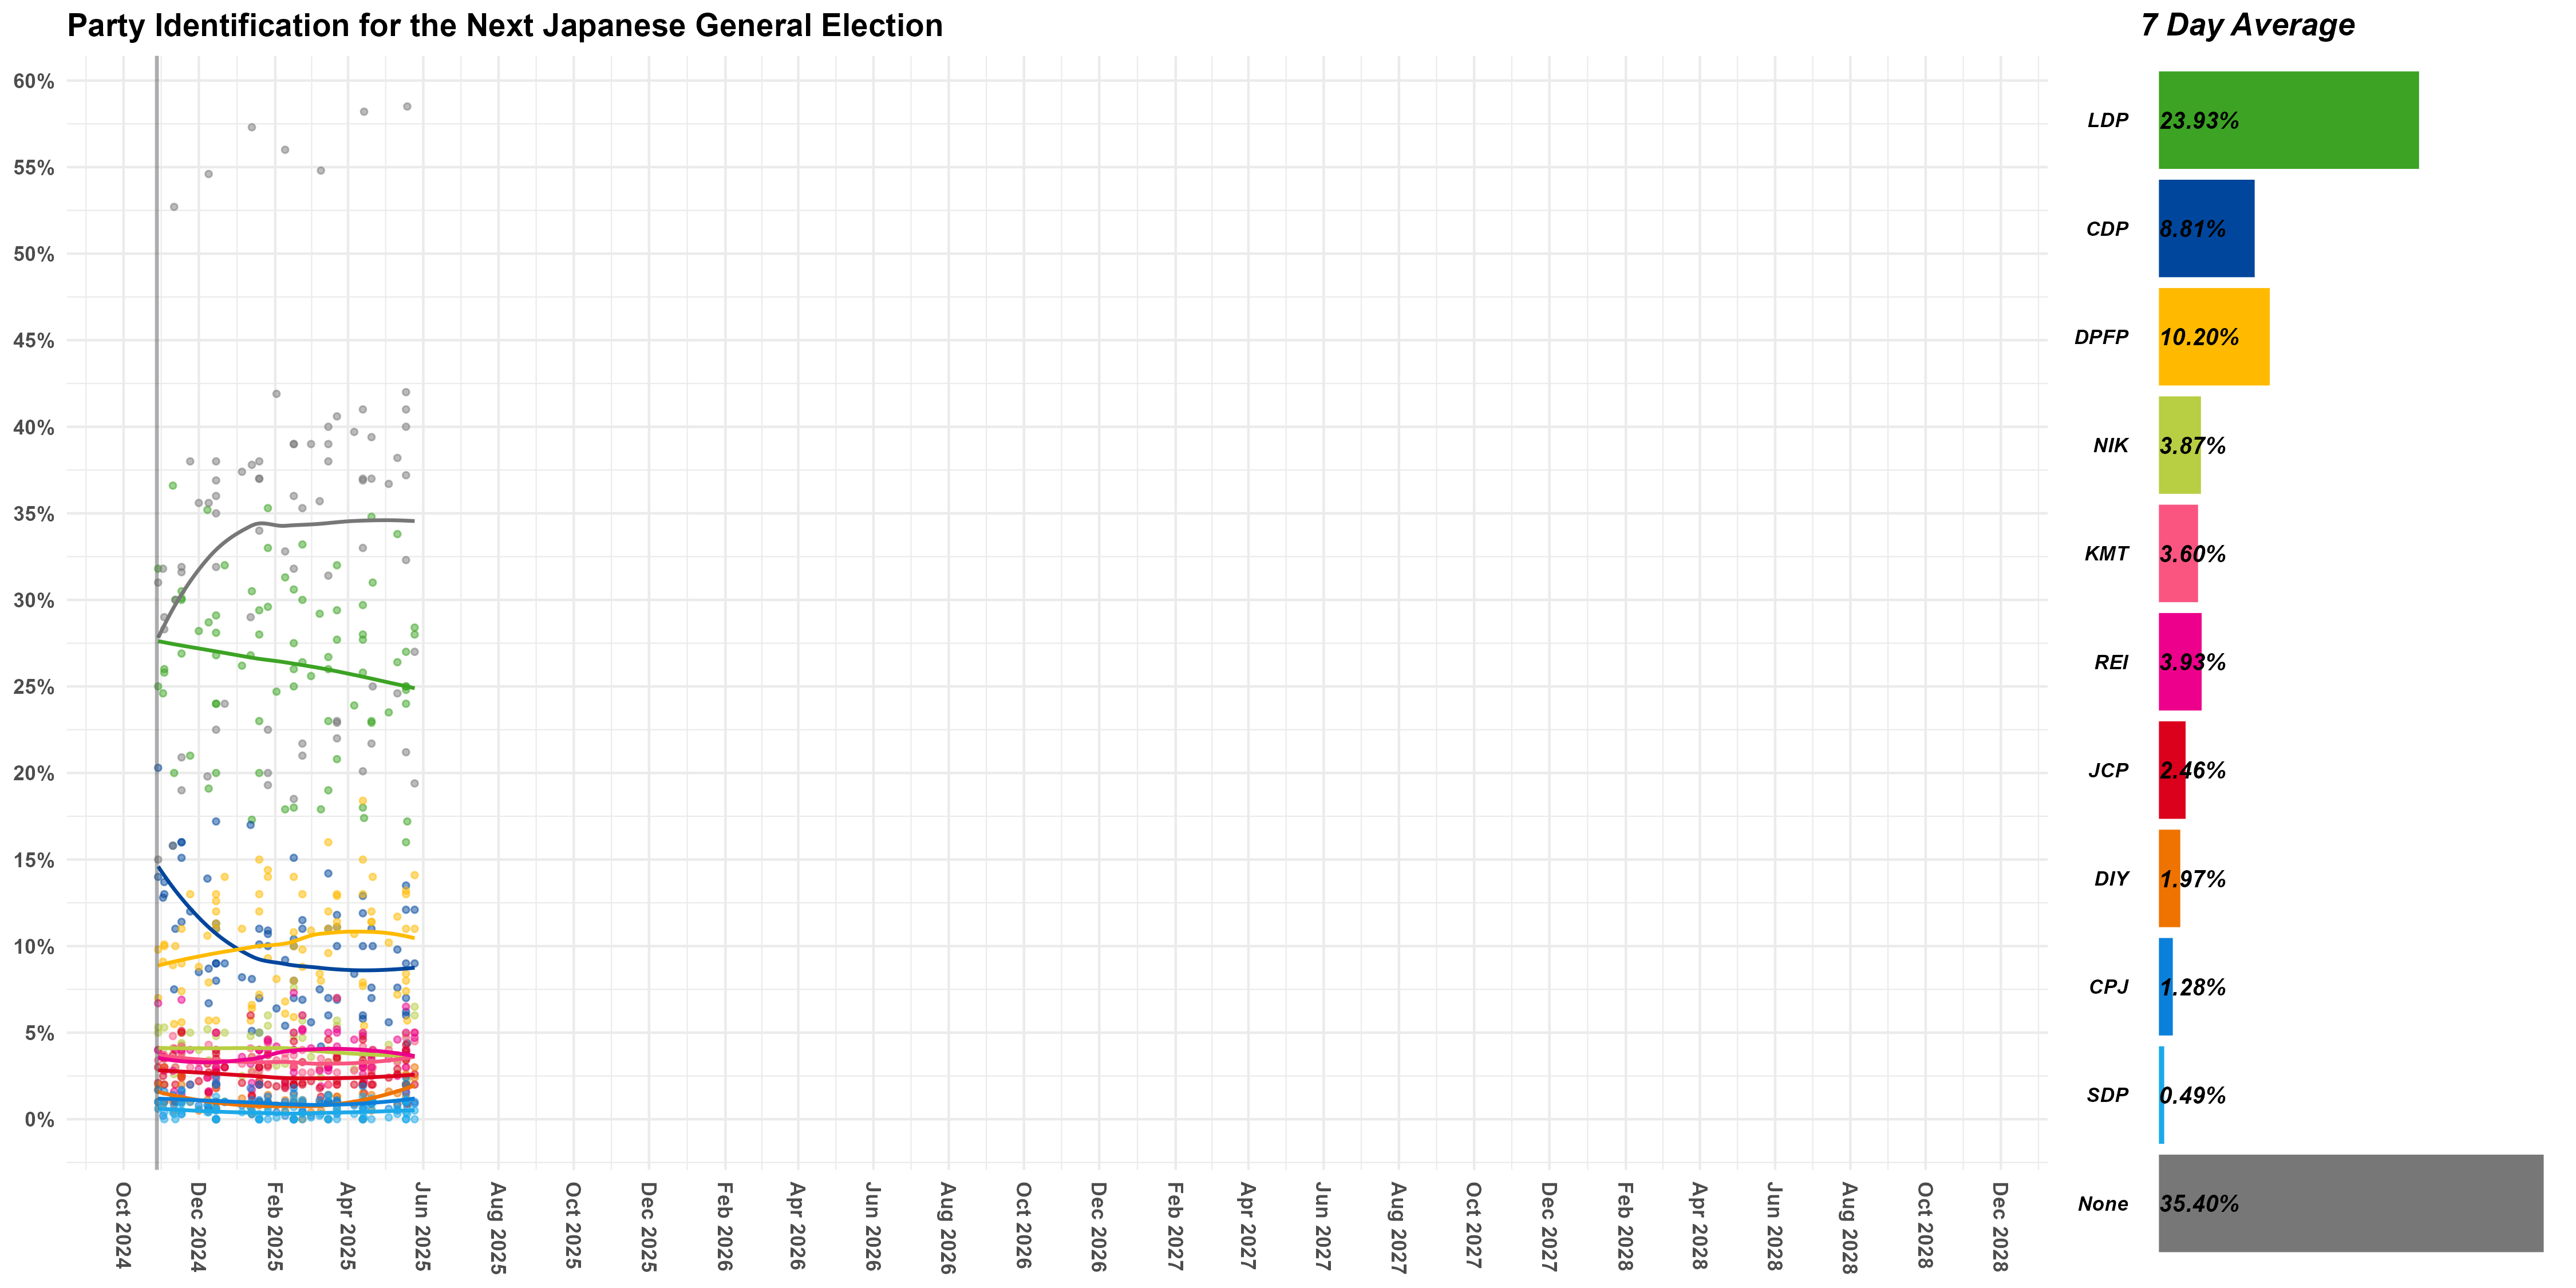 Party Identification for the Next Japanese General Election
60%
55%
50%
45%
40%
35%
30%
25%
20%
15%
10%
5%
0%
Oct 2024
Dec 2024
Feb 2025
Apr 2025
Jun 2025
Aug 2025
Oct 2025
Dec 2025
Feb 2026
Apr 2026
Jun 2026
Aug 2026
Oct 2026
Dec 2026
Feb 2027
Apr 2027
Jun 2027
Aug 2027
Oct 2027
Dec 2027
Feb 2028
Apr 2028
Jun 2028
Aug 2028
Oct 2028
Dec 2028
7 Day Average
LDP 23.93%
CDP 8.81%
DPFP 10.20%
NIK 3.87%
KMT 3.60%
REI 3.93%
JCP 2.46%
DIY 1.97%
CPJ 1.28%
SDP 0.49%
None 35.40%